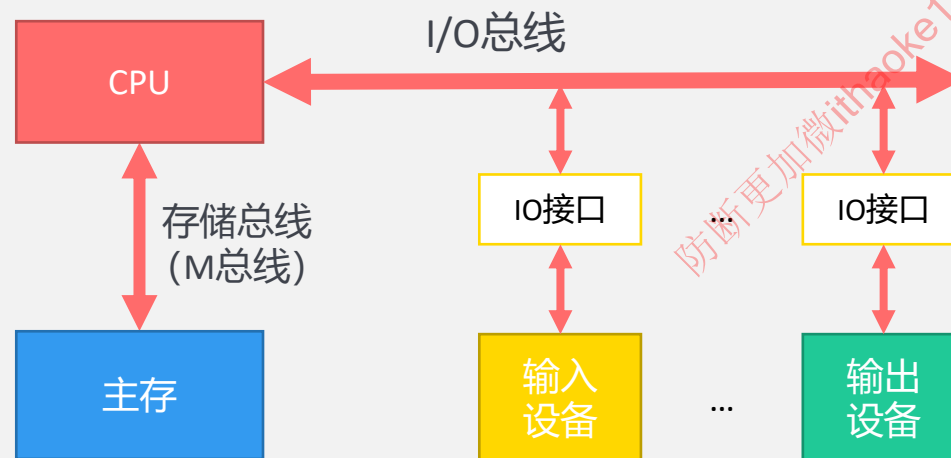 I/O总线
CPU
存储总线
（M总线）
IO接口
...
IO接口
主存
输入
设备
...
输出
设备
防断更加微ithaoke1